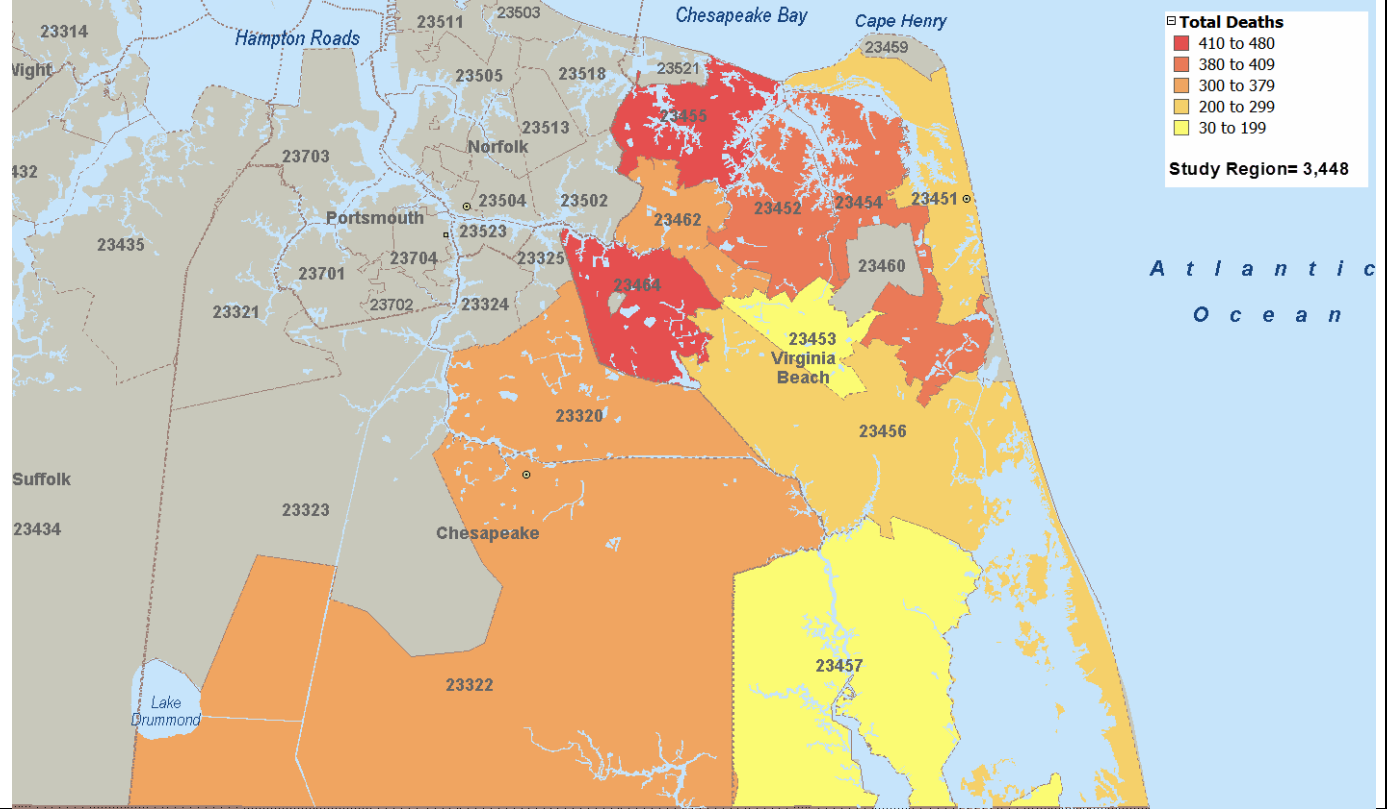 23314
23511
23503
Chesapeake Bay
Cape Henry
Hampton Roads
23459
Wight
23505
23518
23521
23455
23513
Norfolk
23703
432
23504
23502
23462
23452
23454
23451
Portsmouth
23523
23435
23704
23325
23460
23701
23464
23702
23324
23321
23453
Virginia
Beach
23320
23456
Suffolk
23323
23434
Chesapeake
23457
23322
Lake
Drummond
Atlantic
Ocean
Total Deaths
410 to 480
380 to 409
300 to 379
200 to 299
30 to 199
Study Region= 3,448